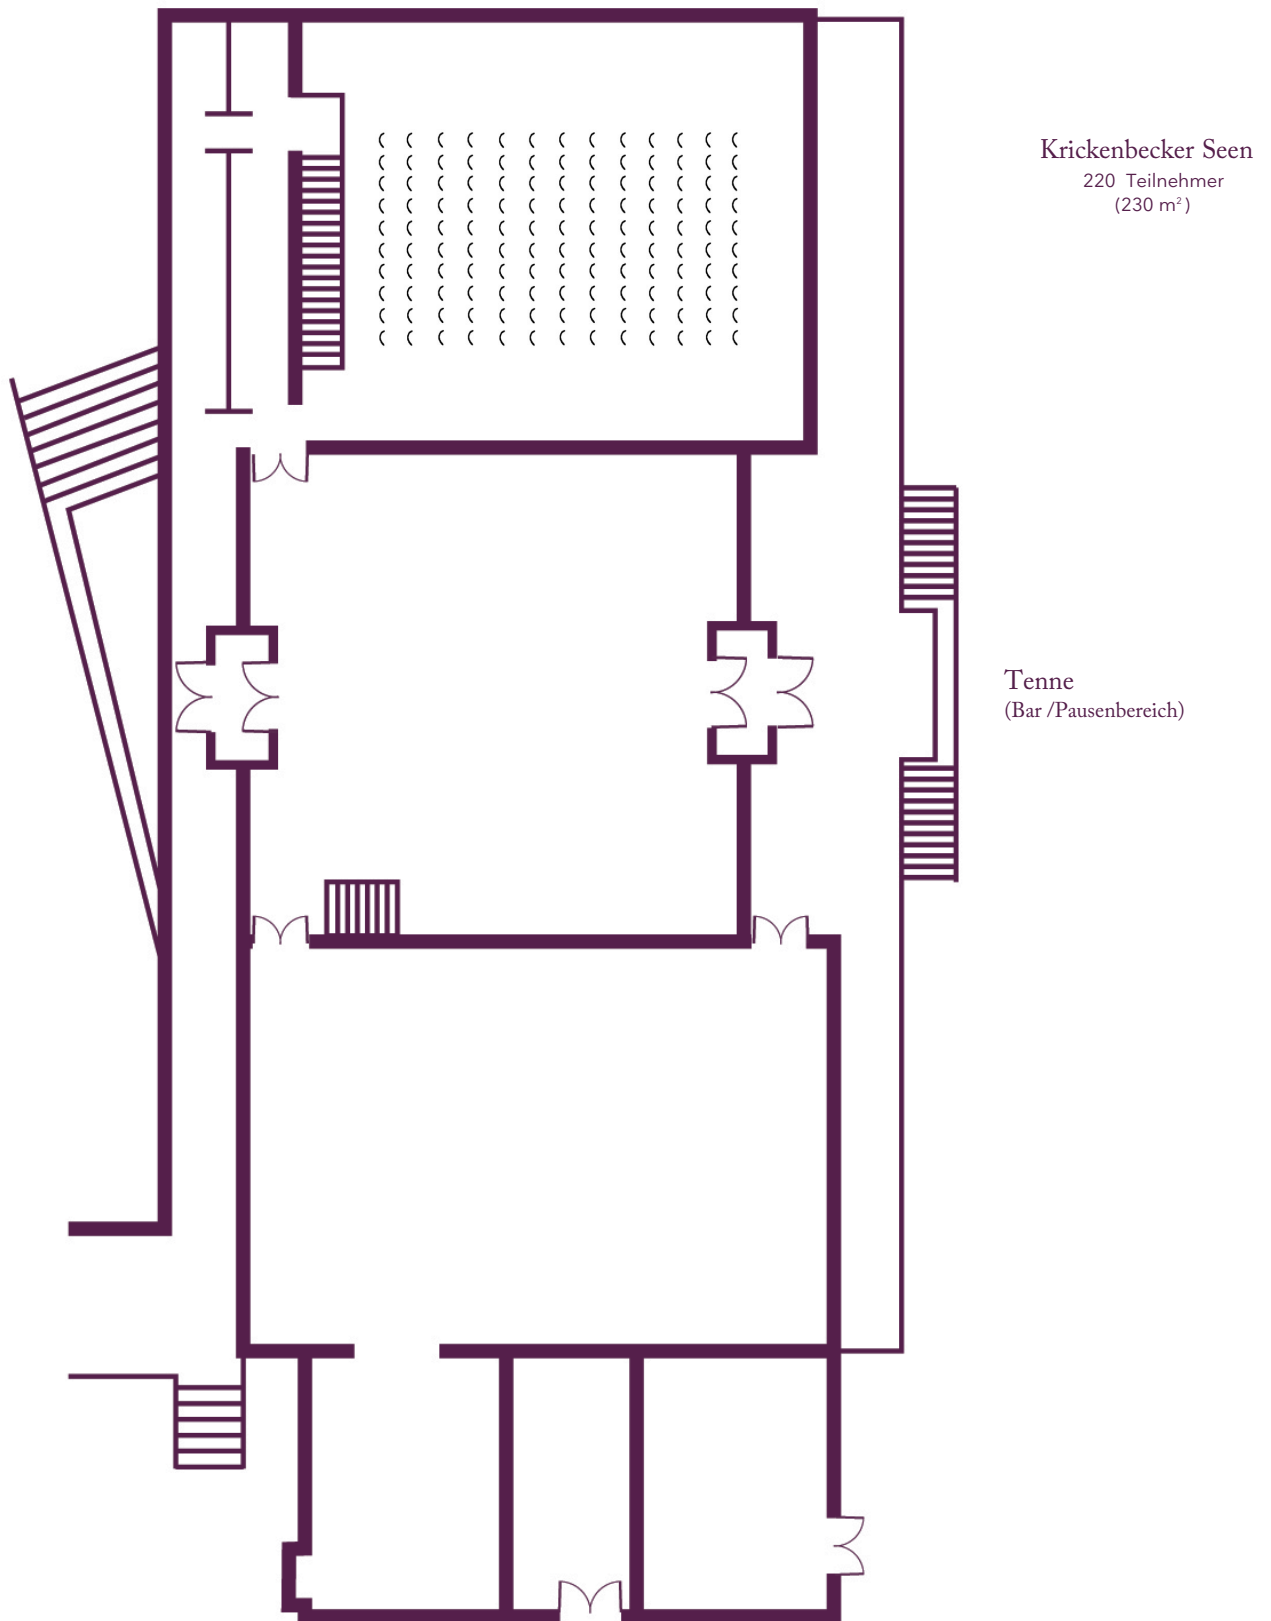 Krickenbecker Seen
220 Teilnehmer
(230 m²)
Tenne
(Bar /Pausenbereich)